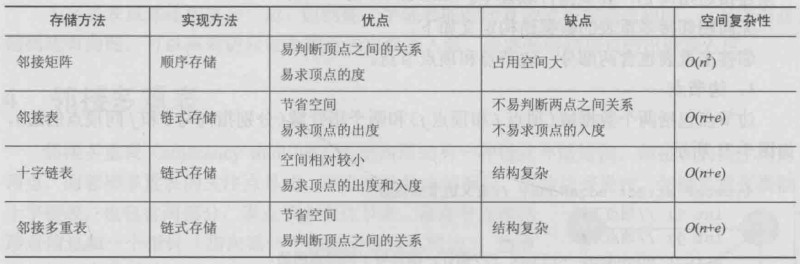 存储方法 实现方法 优点 缺点 空间复杂性
邻接矩阵 顺序存储 易判断顶点之间的关系 占用空间大 O(n²)
易求顶点的度
邻接表 链式存储 节省空间 不易判断两点之间关系 O(n+e)
易求顶点的出度 不易求顶点的入度
十字链表 链式存储 空间相对较小 结构复杂 O(n+e)
易求顶点的出度和入度
邻接多重表 链式存储 节省空间 结构复杂 O(n+e)
易判断顶点之间的关系